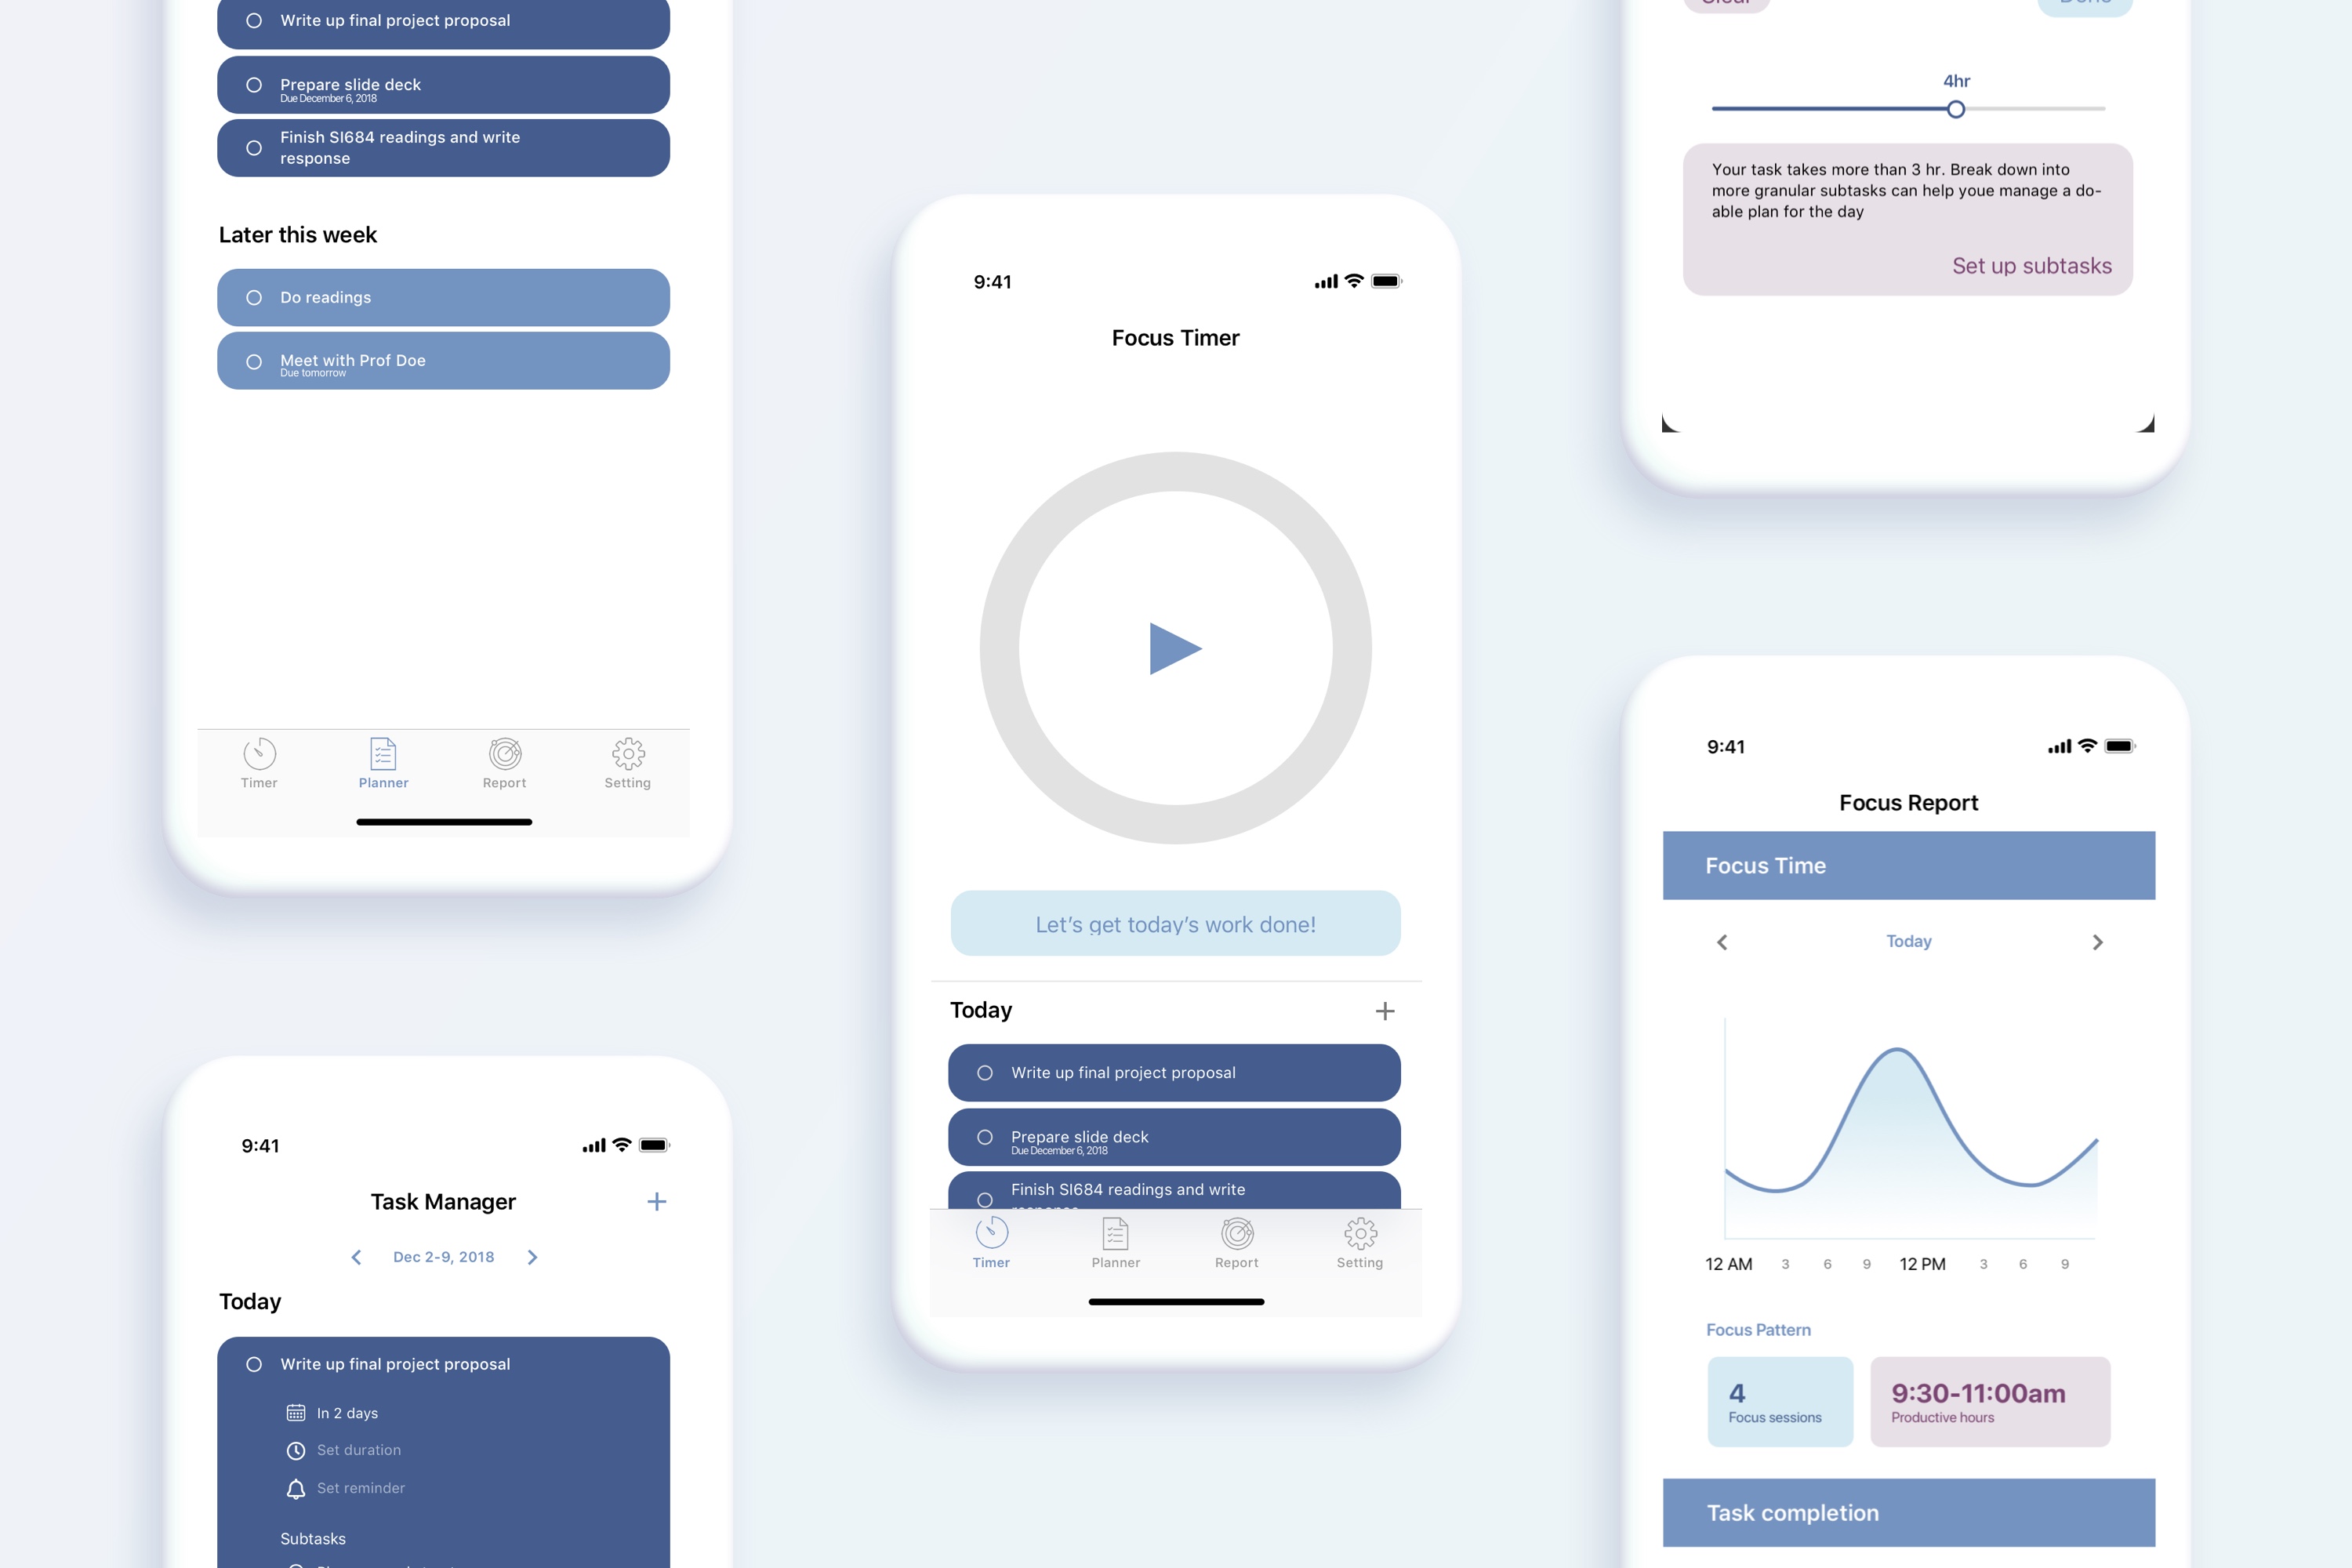 Write up final project proposal
Prepare slide deck
Due December 6, 2018
Finish SI684 readings and write
response
Later this week
Do readings
Meet with Prof Doe
Due tomorrow
Timer
Planner
Report
Setting
9:41
Task Manager
Dec 2-9, 2018
Today
Write up final project proposal
In 2 days
Set duration
Set reminder
Subtasks
9:41
Focus Timer
Let's get today's work done!
Today
Write up final project proposal
Prepare slide deck
Due December 6, 2018
Finish SI684 readings and write
Timer
Planner
Report
Setting
Clear
Done
4hr
Your task takes more than 3 hr. Break down into
more granular subtasks can help youe manage a do-
able plan for the day
Set up subtasks
9:41
Focus Report
Focus Time
Today
12 AM 3 6 9 12 PM 3 6 9
Focus Pattern
4
Focus sessions
9:30-11:00am
Productive hours
Task completion